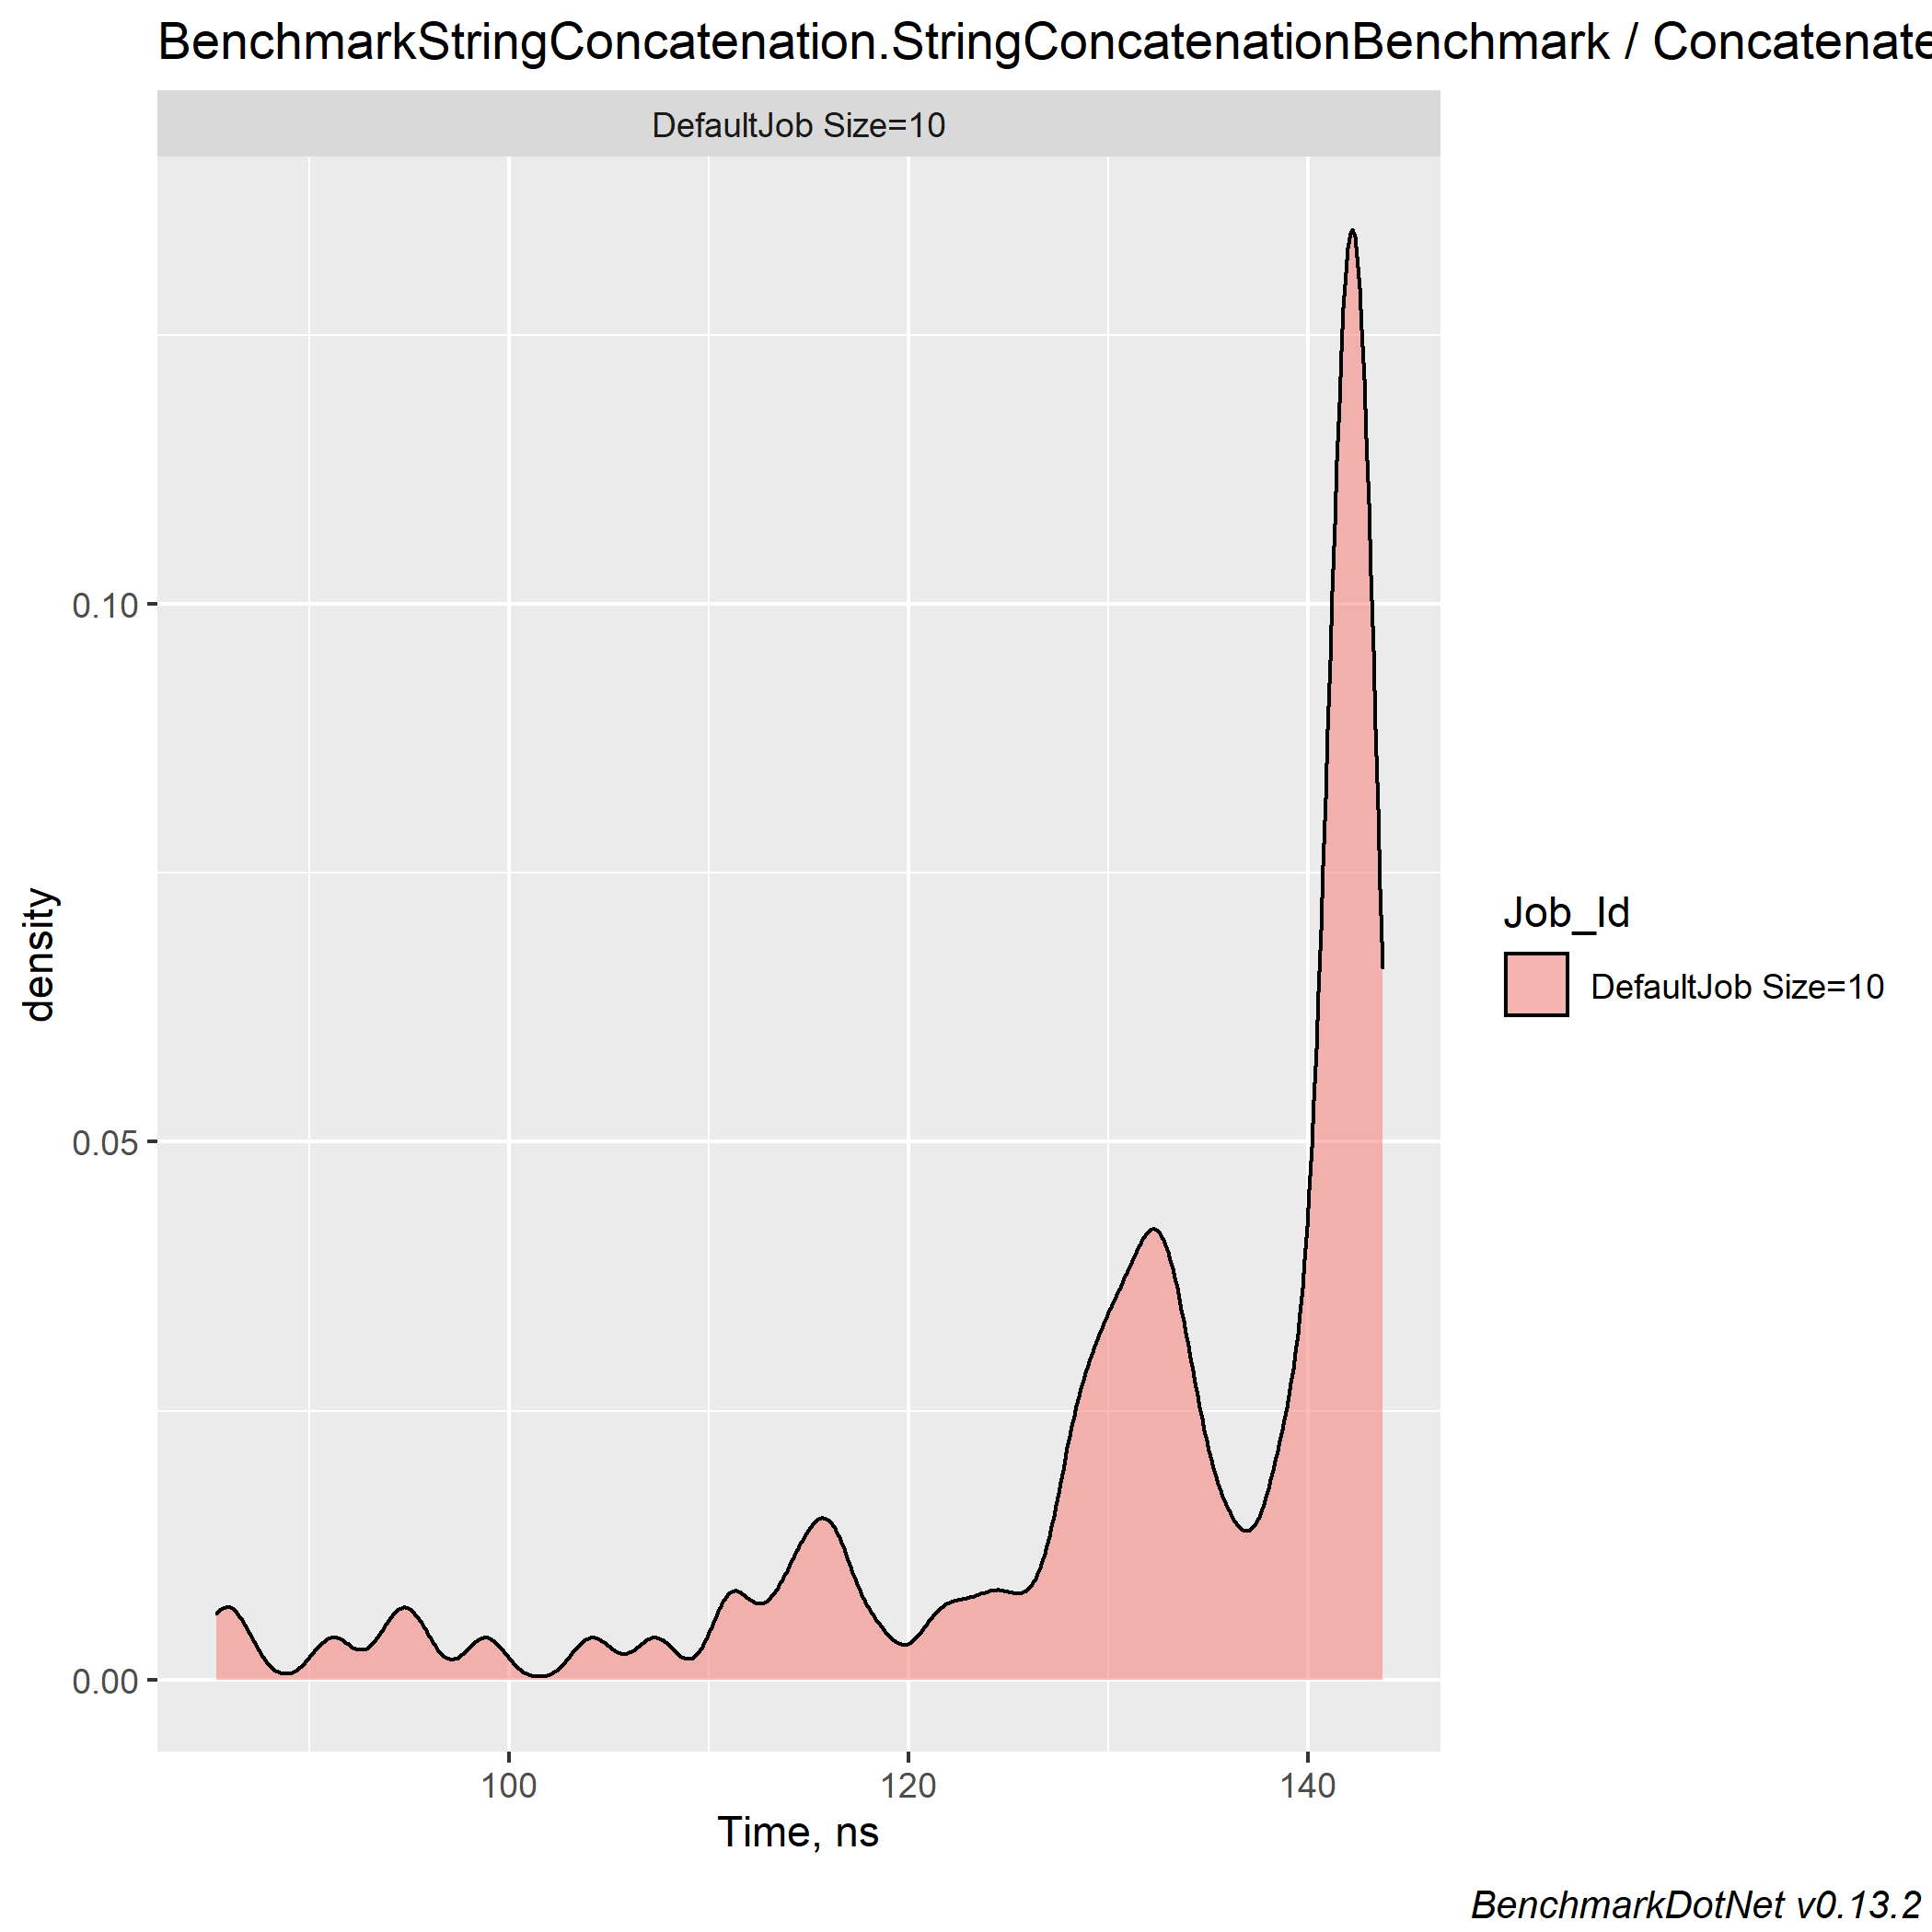 BenchmarkStringConcatenation.StringConcatenationBenchmark / Concatenate
DefaultJob Size=10
0.10
0.05
0.00
density
100 120 140
Time, ns
Job_Id
DefaultJob Size=10
BenchmarkDotNet v0.13.2